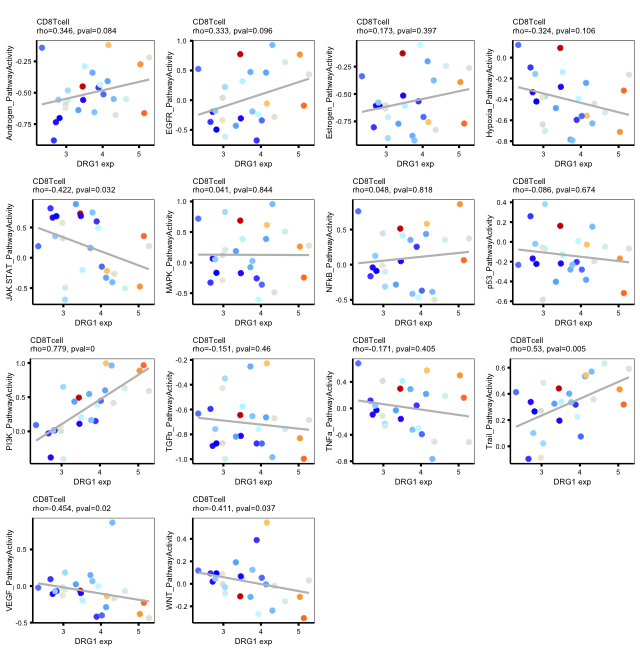 CD8Tcell
rho=0.346, pval=0.084
Androgen_PathwayActivity
-0.25
-0.50
-0.75
3
4
5
DRG1 exp
CD8Tcell
rho=0.333, pval=0.096
EGFR_PathwayActivity
1.0
0.5
0.0
-0.5
3
4
5
DRG1 exp
CD8Tcell
rho=0.173, pval=0.397
Estrogen_PathwayActivity
-0.25
-0.50
-0.75
3
4
5
DRG1 exp
CD8Tcell
rho=-0.324, pval=0.106
Hypoxia_PathwayActivity
0.0
-0.2
-0.4
-0.6
-0.8
3
4
5
DRG1 exp
CD8Tcell
rho=-0.422, pval=0.032
JAK.STAT_PathwayActivity
0.5
0.0
-0.5
3
4
5
DRG1 exp
CD8Tcell
rho=0.041, pval=0.844
MAPK_PathwayActivity
1.0
0.5
0.0
-0.5
3
4
5
DRG1 exp
CD8Tcell
rho=0.048, pval=0.818
NFkB_PathwayActivity
0.5
0.0
-0.5
3
4
5
DRG1 exp
CD8Tcell
rho=-0.086, pval=0.674
p53_PathwayActivity
0.4
0.2
0.0
-0.2
-0.4
-0.6
3
4
5
DRG1 exp
CD8Tcell
rho=0.779, pval=0
PI3K_PathwayActivity
1.0
0.5
0.0
3
4
5
DRG1 exp
CD8Tcell
rho=-0.151, pval=0.46
TGFb_PathwayActivity
-0.2
-0.4
-0.6
-0.8
-1.0
3
4
5
DRG1 exp
CD8Tcell
rho=-0.171, pval=0.405
TNFa_PathwayActivity
0.4
0.0
-0.4
-0.8
3
4
5
DRG1 exp
CD8Tcell
rho=0.53, pval=0.005
Trail_PathwayActivity
0.6
0.4
0.2
0.0
3
4
5
DRG1 exp
CD8Tcell
rho=-0.454, pval=0.02
VEGF_PathwayActivity
0.5
0.0
-0.5
3
4
5
DRG1 exp
CD8Tcell
rho=-0.411, pval=0.037
WNT_PathwayActivity
0.4
0.2
0.0
-0.2
3
4
5
DRG1 exp